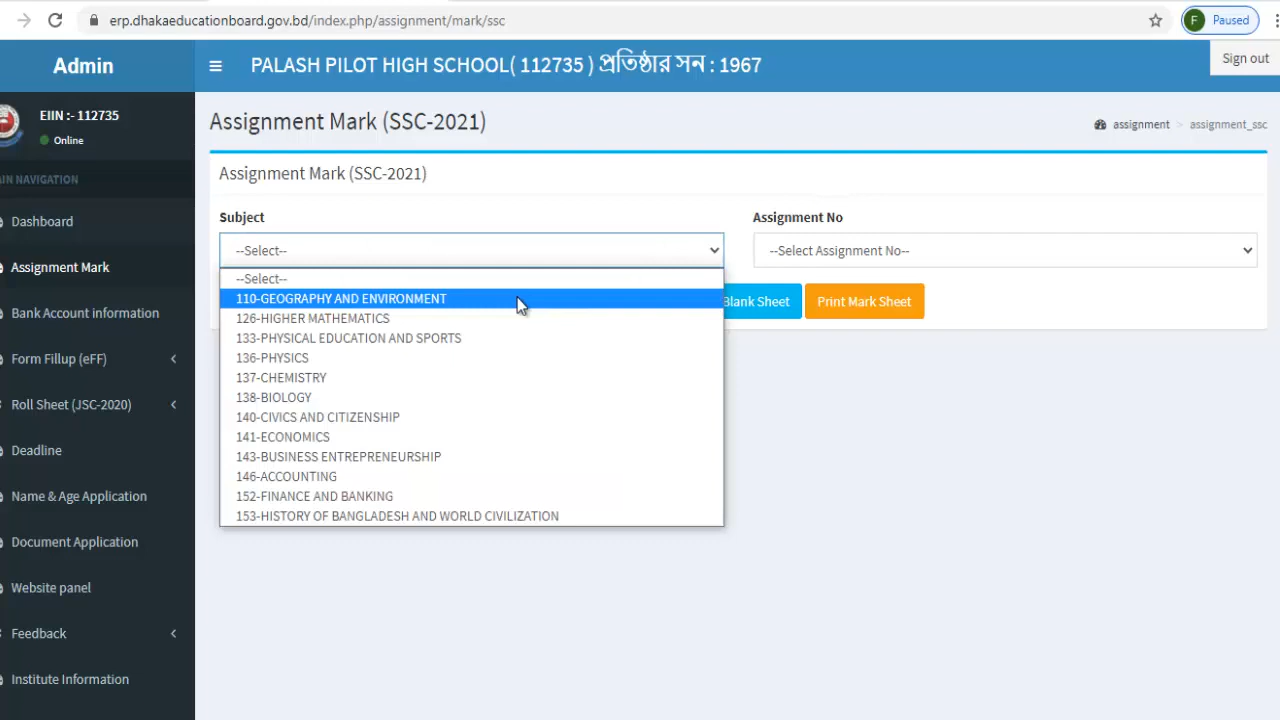 erp.dhakaeducationboard.gov.bd/index.php/assignment/mark/ssc
F Paused
Admin
PALASH PILOT HIGH SCHOOL( 112735 ) প্রতিষ্ঠার সন : 1967
Sign out
EIIN :- 112735
Online
Assignment Mark (SSC-2021)
assignment > assignment_ssc
AIN NAVIGATION
Dashboard
Assignment Mark
Bank Account information
Form Fillup (eFF)
Roll Sheet (JSC-2020)
Deadline
Name & Age Application
Document Application
Website panel
Feedback
Institute Information
Assignment Mark (SSC-2021)
Subject
--Select--
--Select--
110-GEOGRAPHY AND ENVIRONMENT
126-HIGHER MATHEMATICS
133-PHYSICAL EDUCATION AND SPORTS
136-PHYSICS
137-CHEMISTRY
138-BIOLOGY
140-CIVICS AND CITIZENSHIP
141-ECONOMICS
143-BUSINESS ENTREPRENEURSHIP
146-ACCOUNTING
152-FINANCE AND BANKING
153-HISTORY OF BANGLADESH AND WORLD CIVILIZATION
Assignment No
--Select Assignment No--
Blank Sheet
Print Mark Sheet